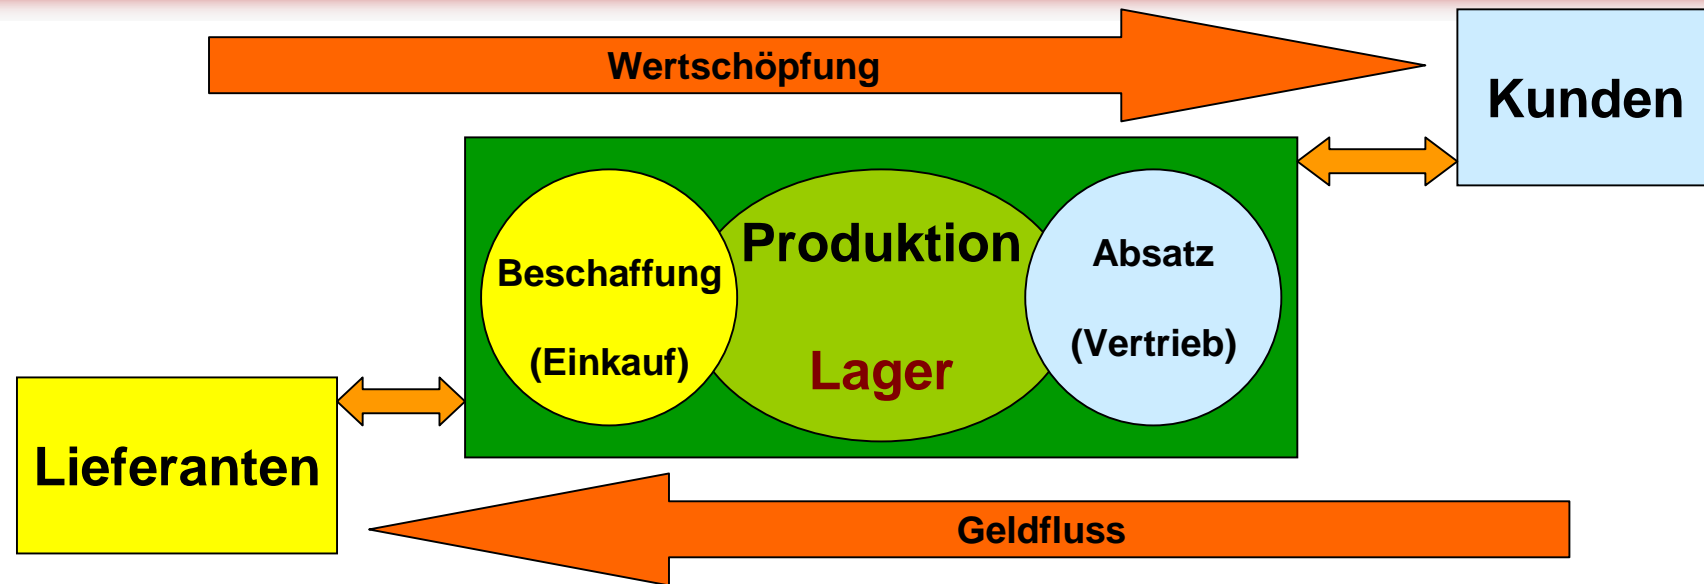 Wertschöpfung
Kunden
Beschaffung
(Einkauf)
Produktion
Lager
Absatz
(Vertrieb)
Lieferanten
Geldfluss